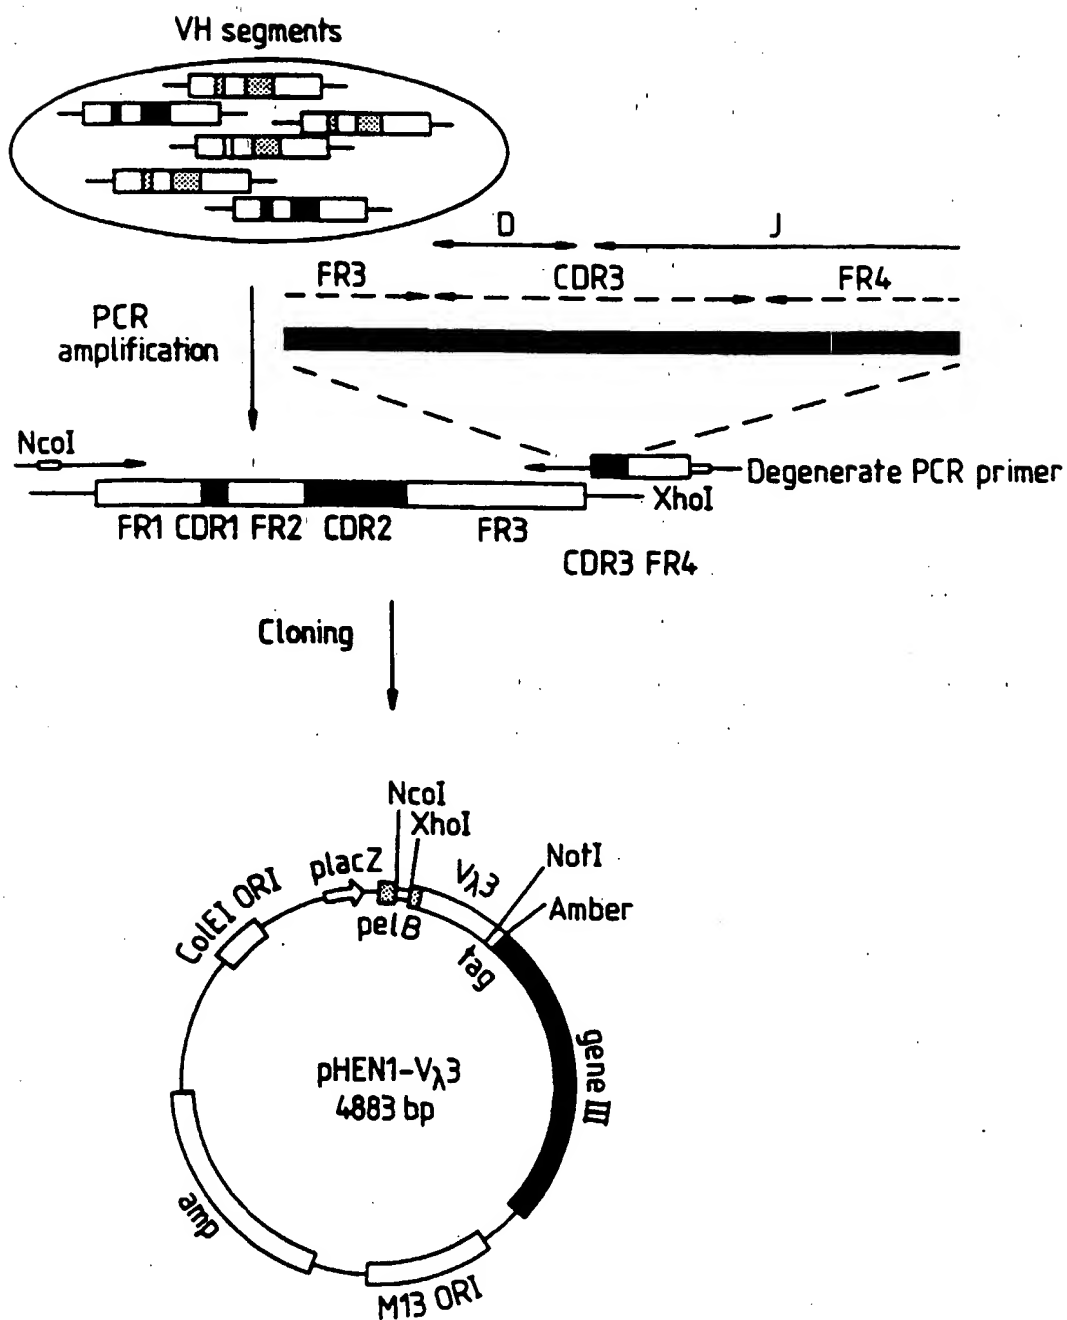 VH segments
D
J
FR3
CDR3
FR4
PCR
amplification
NcoI
Degenerate PCR primer
XhoI
FR1 CDR1 FR2 CDR2 FR3
CDR3 FR4
Cloning
NcoI
XhoI
placZ
Vλ3
NotI
Amber
ColEI ORI
pelB
tag
gene III
pHEN1-Vλ3
4883 bp
amp
M13 ORI